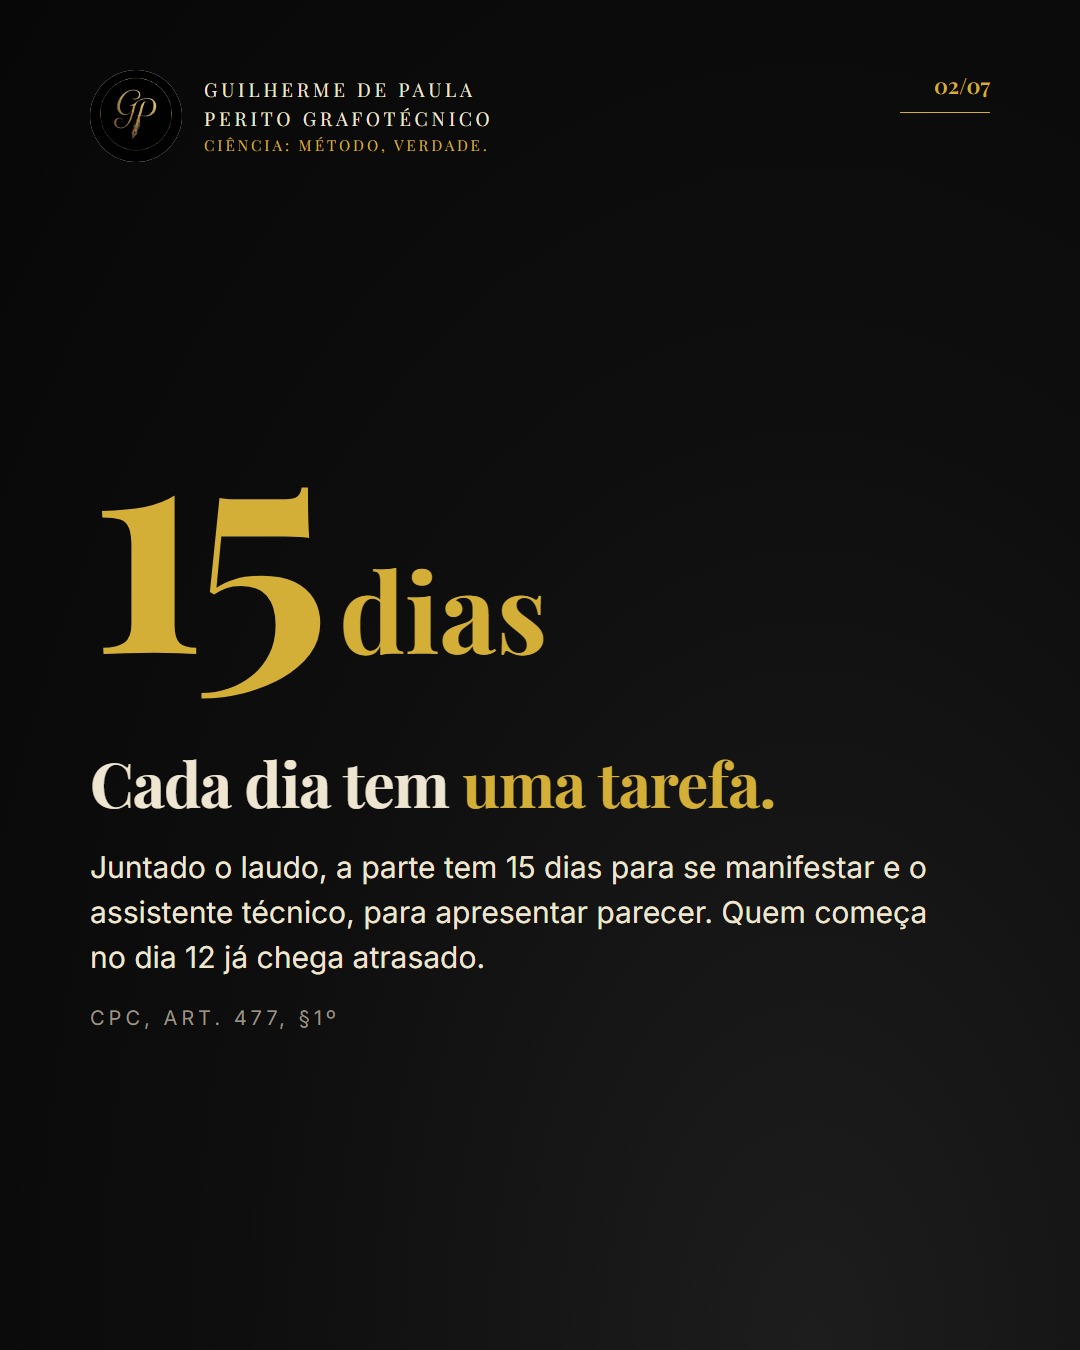 GP
GUILHERME DE PAULA
PERITO GRAFOTÉCNICO
CIÊNCIA: MÉTODO, VERDADE.
02/07
15 dias
Cada dia tem uma tarefa.
Juntado o laudo, a parte tem 15 dias para se manifestar e o
assistente técnico, para apresentar parecer. Quem começa
no dia 12 já chega atrasado.
CPC, ART. 477, §1º